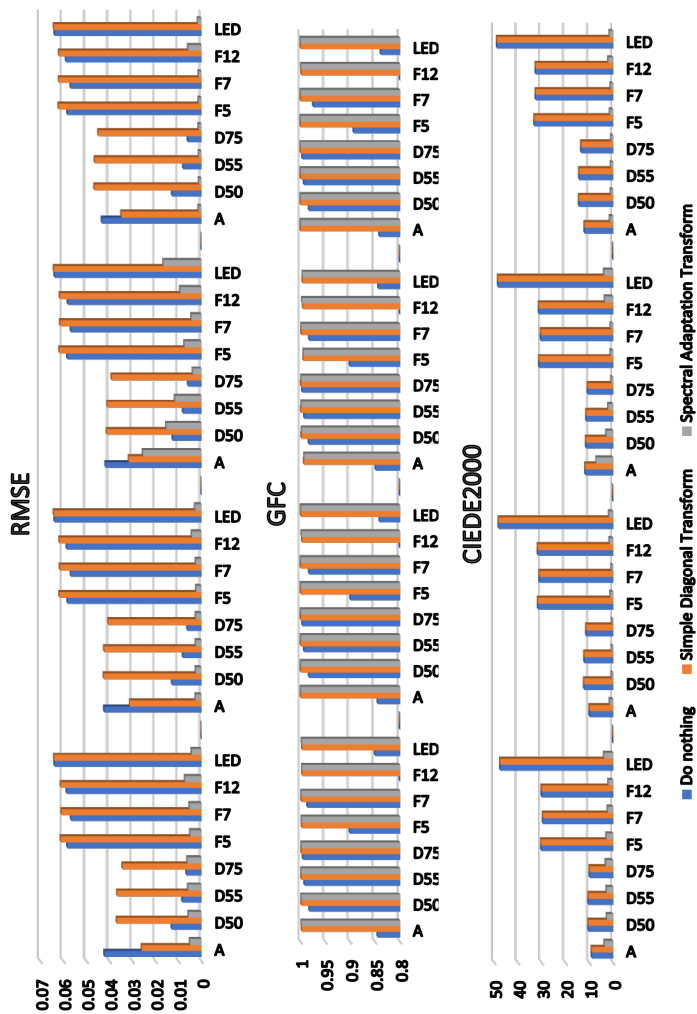 RMSE
0.07
0.06
0.05
0.04
0.03
0.02
0.01
0
A
D50
D55
D75
F5
F7
F12
LED
A
D50
D55
D75
F5
F7
F12
LED
A
D50
D55
D75
F5
F7
F12
LED
A
D50
D55
D75
F5
F7
F12
LED
GFC
1
0.95
0.9
0.85
0.8
A
D50
D55
D75
F5
F7
F12
LED
A
D50
D55
D75
F5
F7
F12
LED
A
D50
D55
D75
F5
F7
F12
LED
A
D50
D55
D75
F5
F7
F12
LED
CIEDE2000
50
40
30
20
10
0
A
D50
D55
D75
F5
F7
F12
LED
A
D50
D55
D75
F5
F7
F12
LED
A
D50
D55
D75
F5
F7
F12
LED
A
D50
D55
D75
F5
F7
F12
LED
Do nothing
Simple Diagonal Transform
Spectral Adaptation Transform